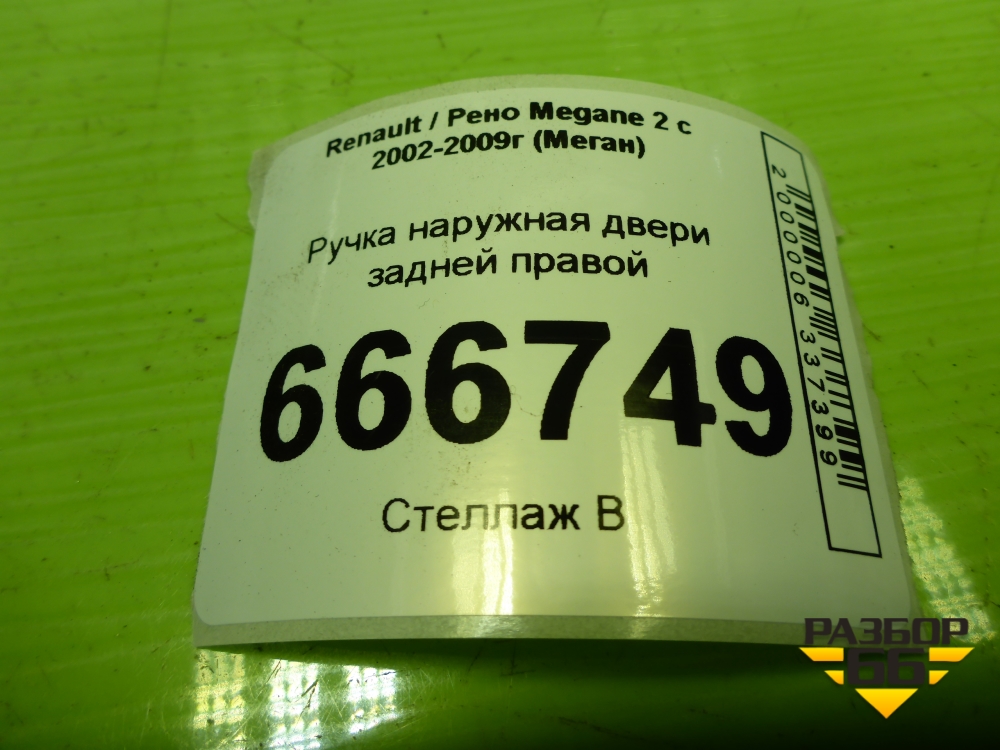 Renault / Рено Megane 2 с
2002-2009г (Меган)
Ручка наружная двери
задней правой
666749
Стеллаж В
2000006337399
РАЗБОР
66